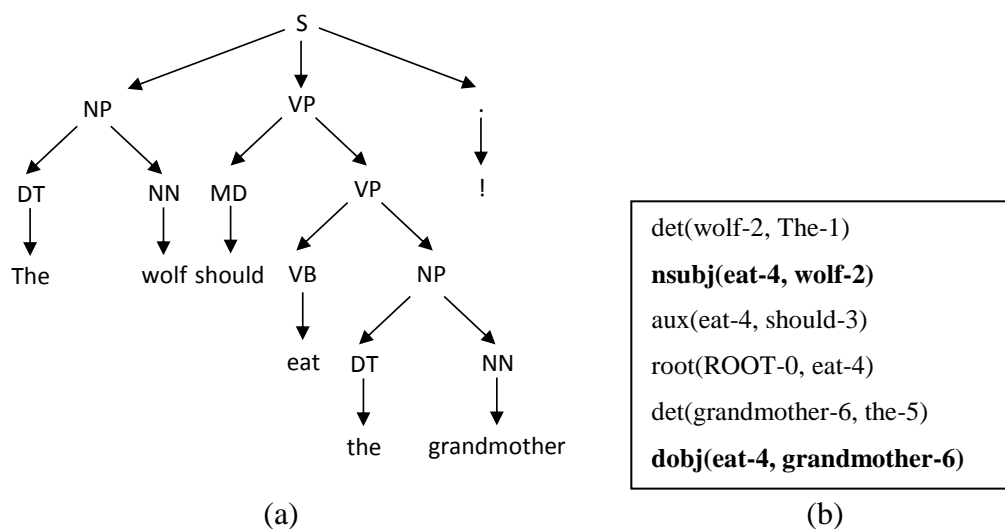 S
NP VP .
DT NN MD VP !
The wolf should VB NP
eat DT NN
the grandmother
(a)
det(wolf-2, The-1)
nsubj(eat-4, wolf-2)
aux(eat-4, should-3)
root(ROOT-0, eat-4)
det(grandmother-6, the-5)
dobj(eat-4, grandmother-6)
(b)